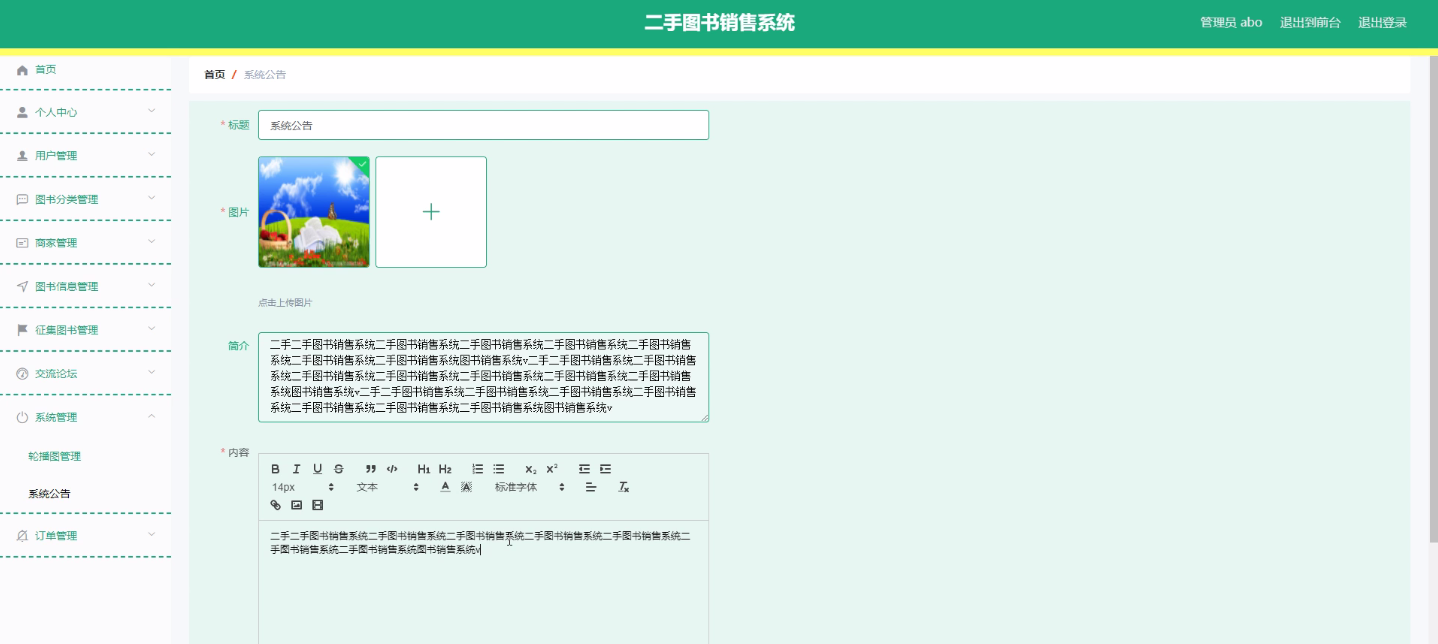 二手图书销售系统
管理员 abo 退出到前台 退出登录
首页
个人中心
用户管理
图书分类管理
商家管理
图书信息管理
征集图书管理
交流论坛
系统管理
轮播图管理
系统公告
订单管理
首页 / 系统公告
* 标题 系统公告
* 图片
点击上传图片
简介
二手二手图书销售系统二手图书销售系统二手图书销售系统二手图书销售系统二手图书销售
系统二手图书销售系统二手图书销售系统图书销售系统v二手二手图书销售系统二手图书销售
系统二手图书销售系统二手图书销售系统二手图书销售系统二手图书销售系统二手图书销售
系统图书销售系统v二手二手图书销售系统二手图书销售系统二手图书销售系统二手图书销售
系统二手图书销售系统二手图书销售系统二手图书销售系统图书销售系统v
* 内容
B I U S H1 H2 X2 X2
14px 文本 A A 标准字体 Tx
二手二手图书销售系统二手图书销售系统二手图书销售系统二手图书销售系统二手图书销售系统二
手图书销售系统二手图书销售系统图书销售系统v